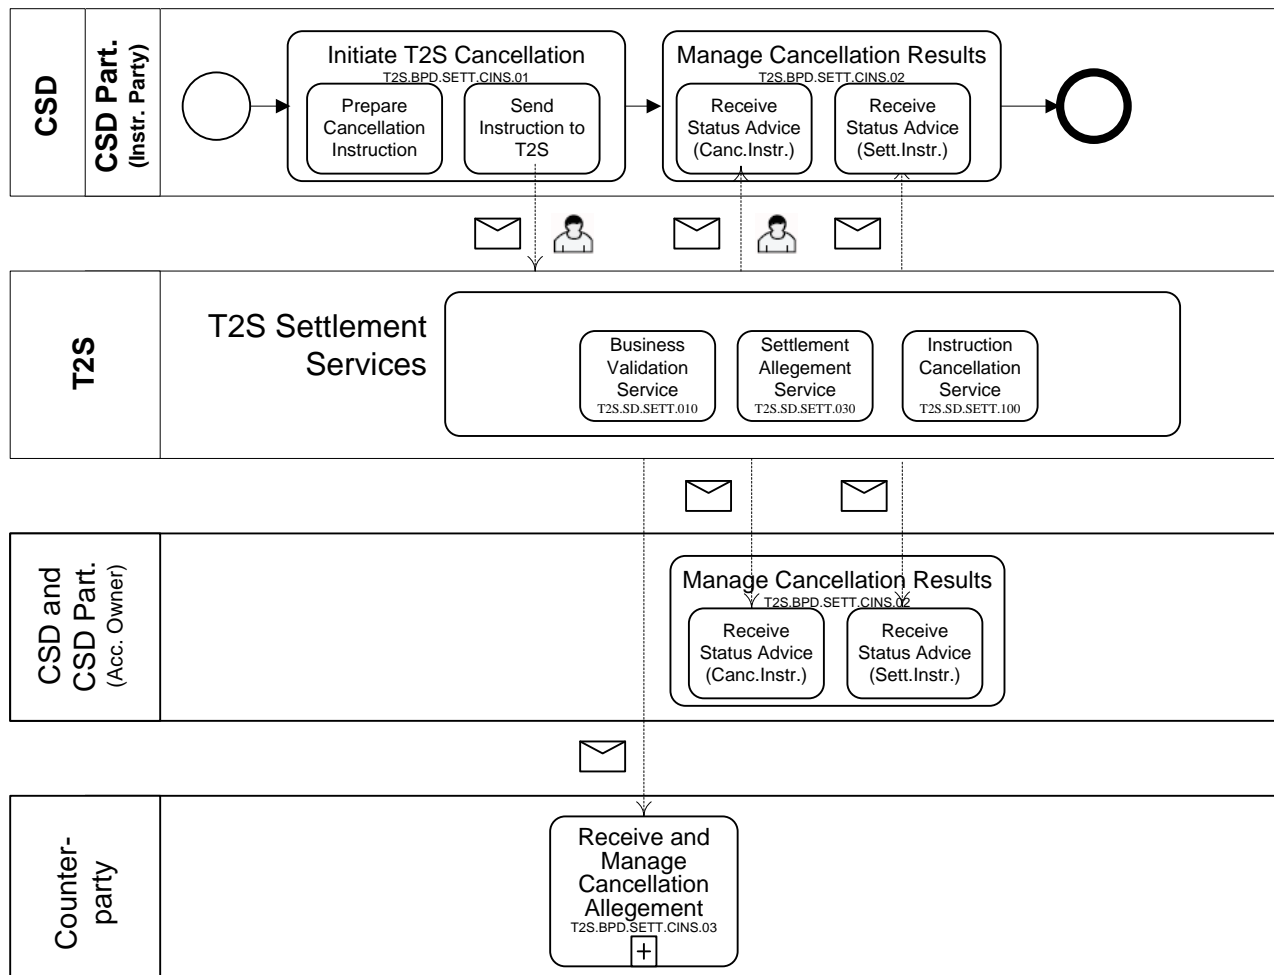 CSD
CSD Part.
(Instr. Party)
Initiate T2S Cancellation
T2S.BPD.SETT.CINS.01
Prepare
Cancellation
Instruction
Send
Instruction to
T2S
Manage Cancellation Results
T2S.BPD.SETT.CINS.02
Receive
Status Advice
(Canc.Instr.)
Receive
Status Advice
(Sett.Instr.)
T2S
T2S Settlement
Services
Business
Validation
Service
T2S.SD.SETT.010
Settlement
Allegement
Service
T2S.SD.SETT.030
Instruction
Cancellation
Service
T2S.SD.SETT.100
CSD and
CSD Part.
(Acc. Owner)
Manage Cancellation Results
T2S.BPD.SETT.CINS.02
Receive
Status Advice
(Canc.Instr.)
Receive
Status Advice
(Sett.Instr.)
Counter-
party
Receive and
Manage
Cancellation
Allegement
T2S.BPD.SETT.CINS.03